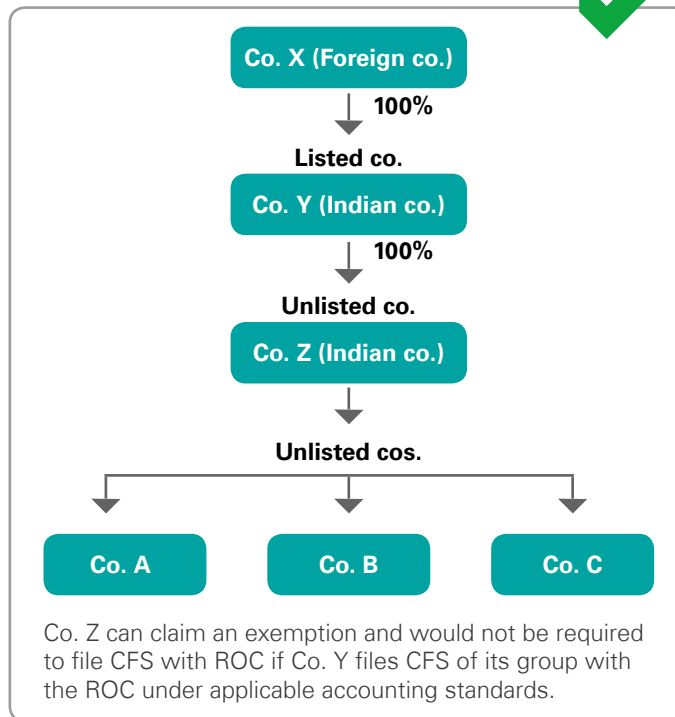 Co. X (Foreign co.)
100%
Listed co.
Co. Y (Indian co.)
100%
Unlisted co.
Co. Z (Indian co.)
Unlisted cos.
Co. A
Co. B
Co. C
Co. Z can claim an exemption and would not be required
to file CFS with ROC if Co. Y files CFS of its group with
the ROC under applicable accounting standards.